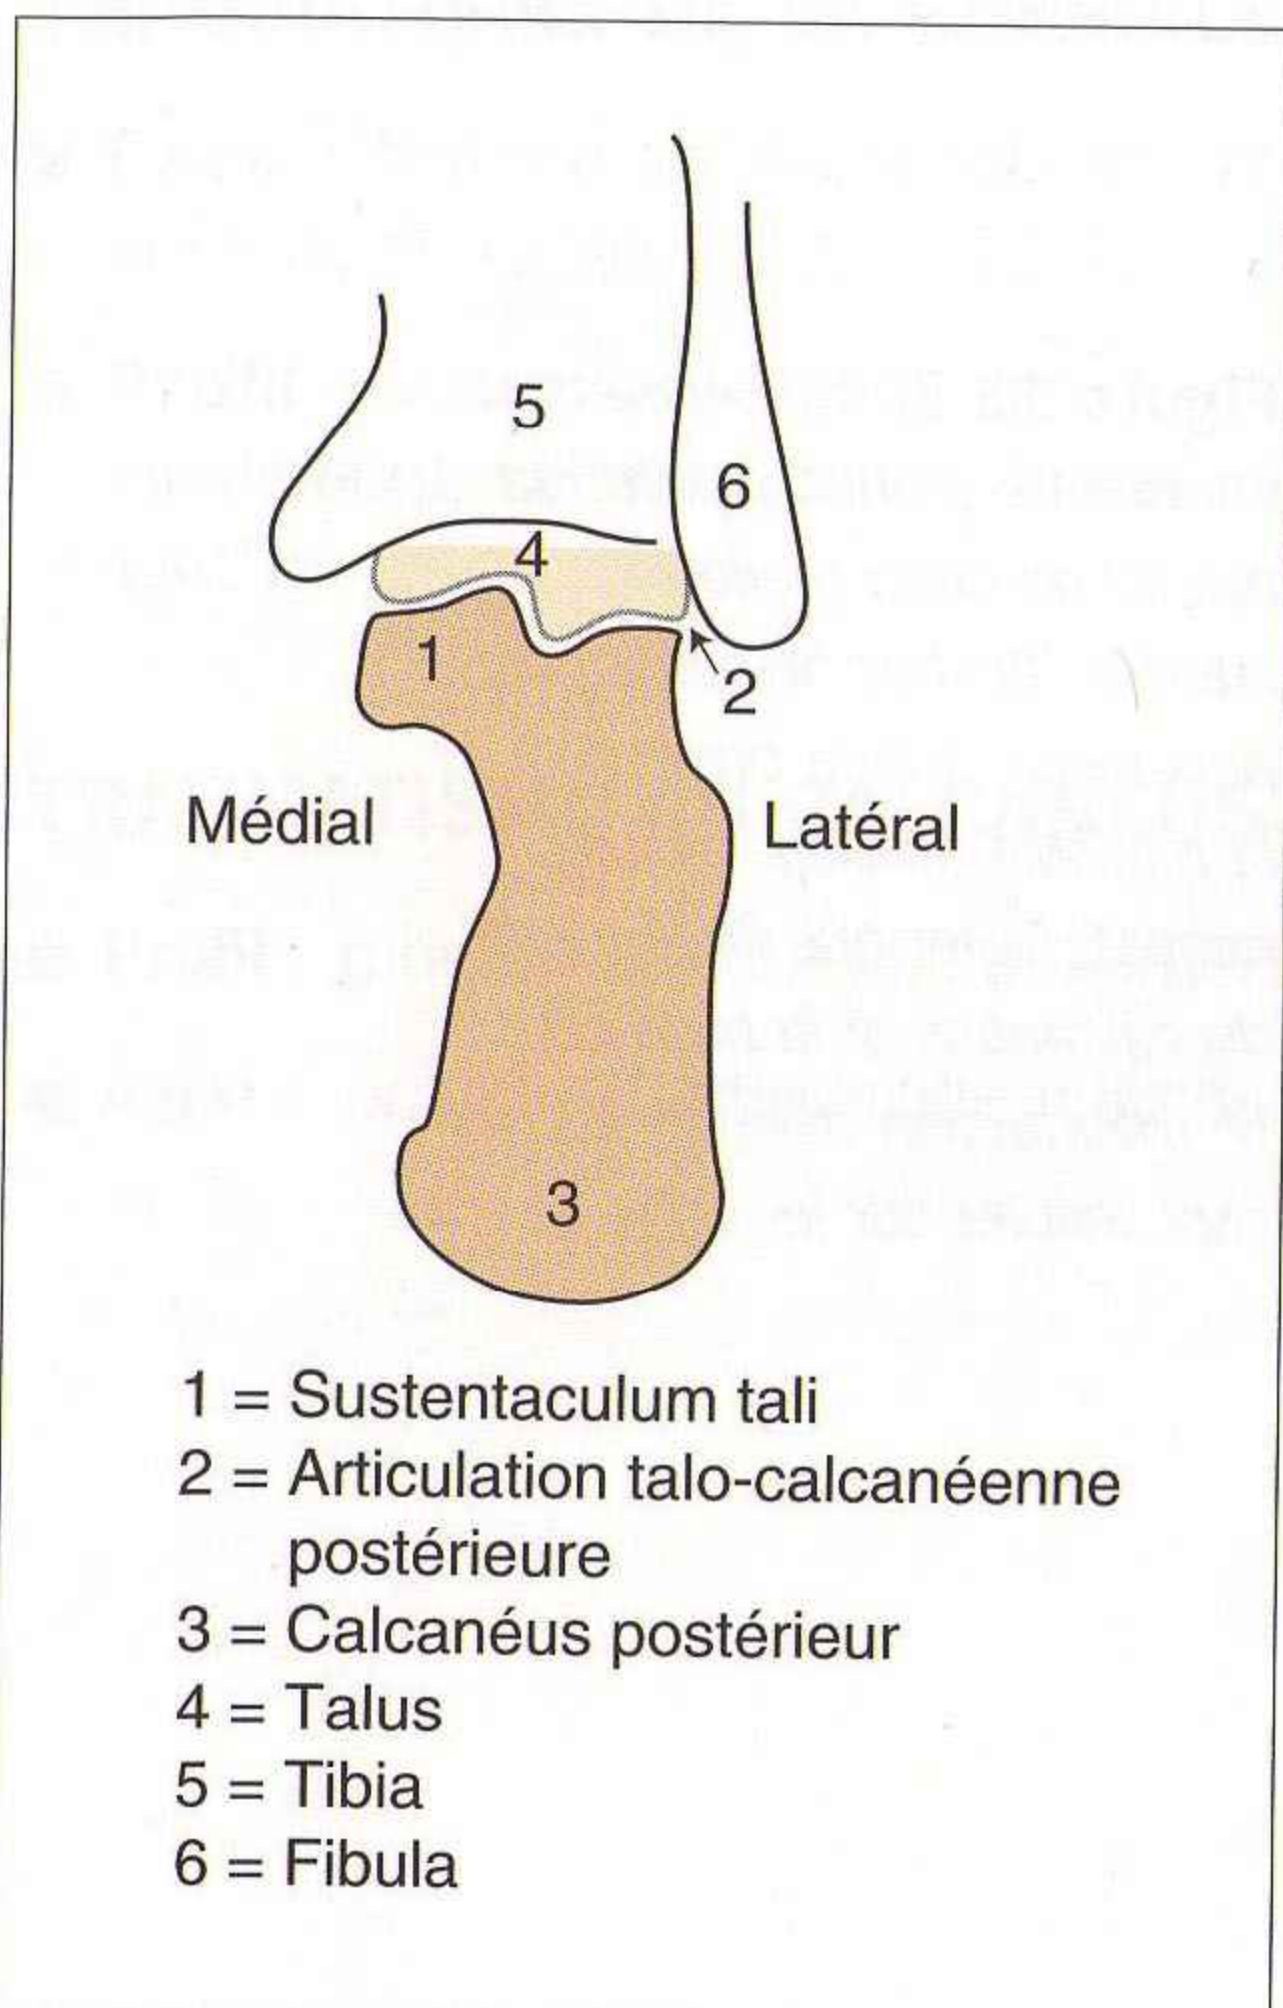 5
6
4
1
2
Médial
Latéral
3
1 = Sustentaculum tali
2 = Articulation talo-calcanéenne
postérieure
3 = Calcanéus postérieur
4 = Talus
5 = Tibia
6 = Fibula